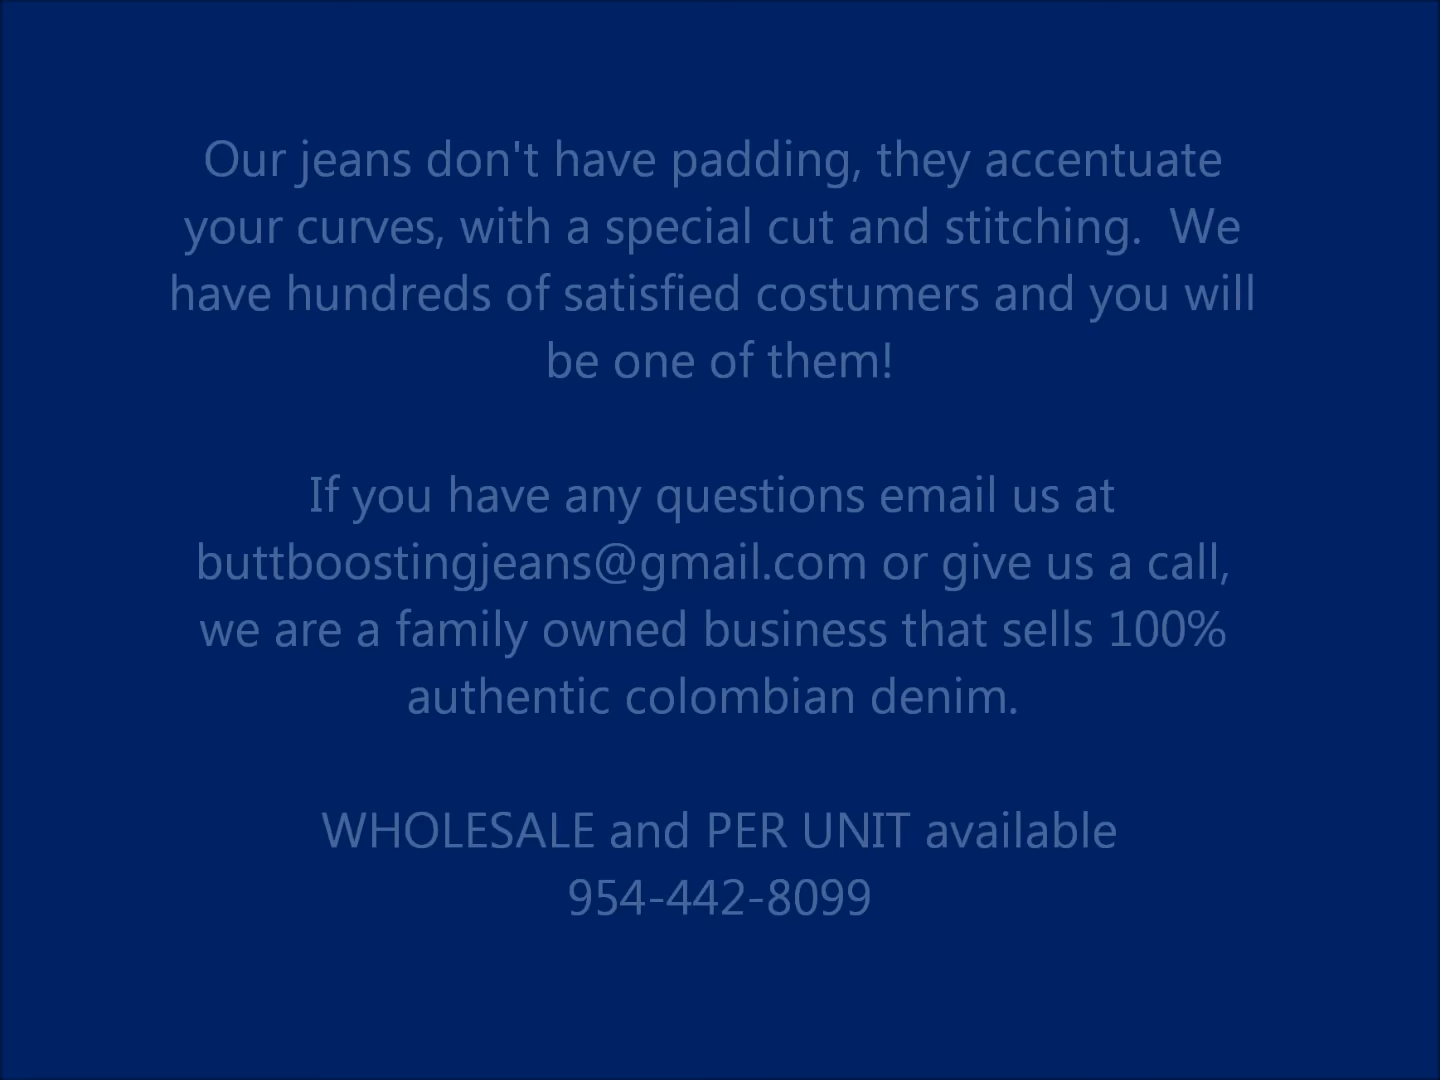 Our jeans don't have padding, they accentuate
your curves, with a special cut and stitching.  We
have hundreds of satisfied costumers and you will
be one of them!
If you have any questions email us at
buttboostingjeans@gmail.com or give us a call,
we are a family owned business that sells 100%
authentic colombian denim.
WHOLESALE and PER UNIT available
954-442-8099